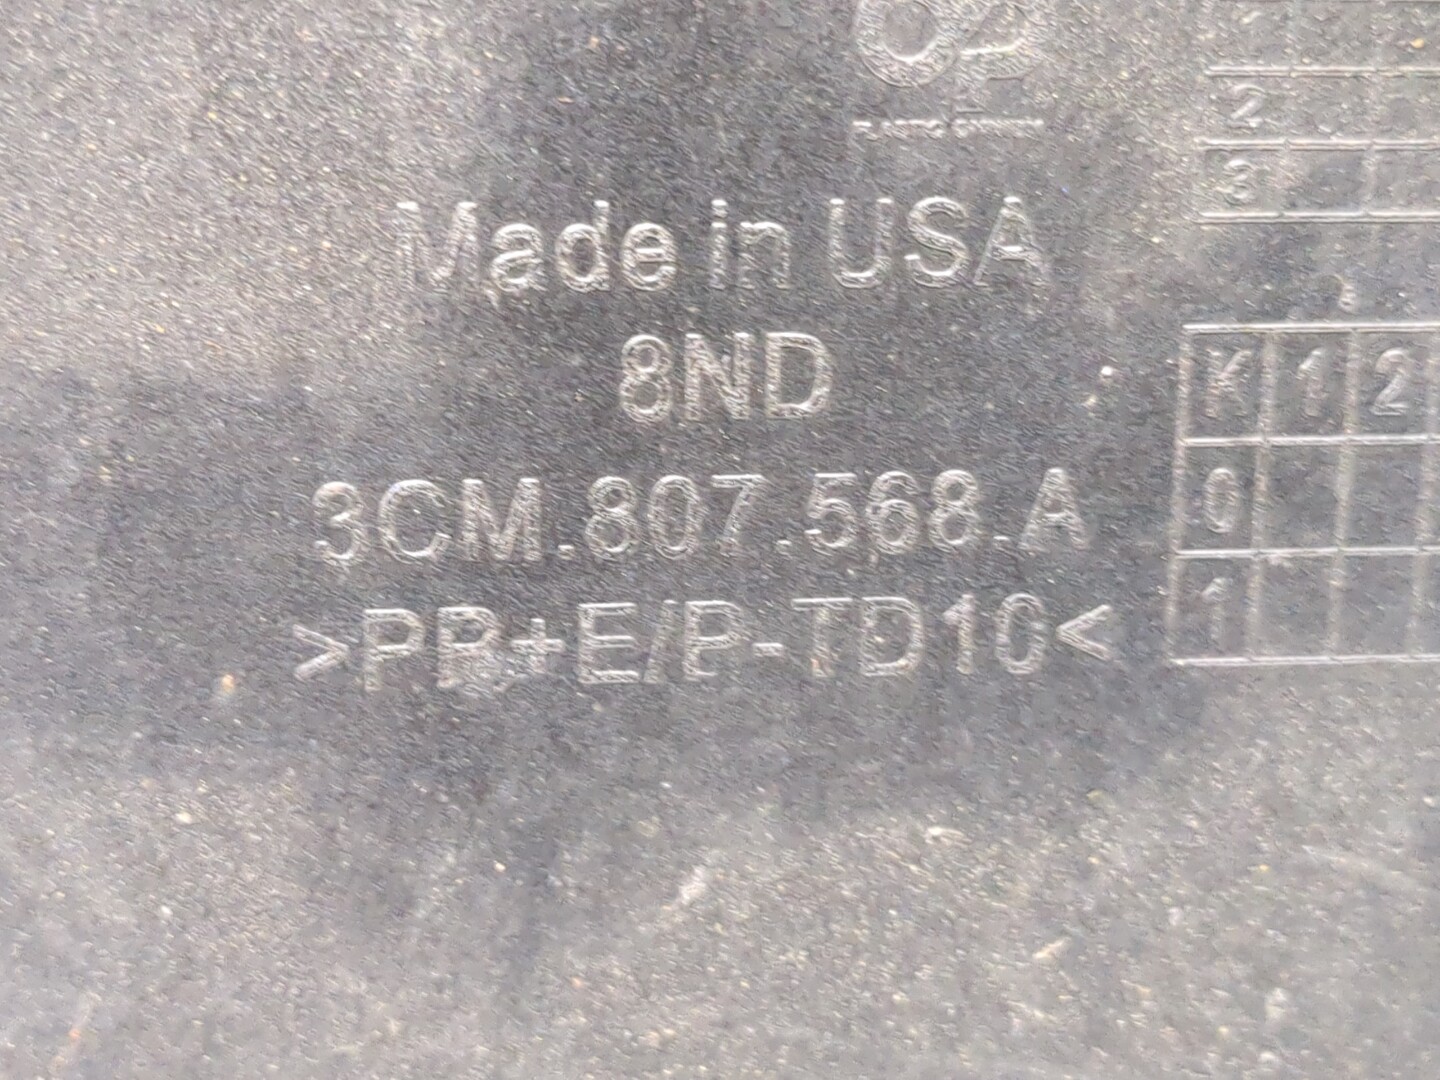 2
3
Made in USA
8ND
K 1 2
3CM.807.568.A
0
>PP+E/P-TD10<
1